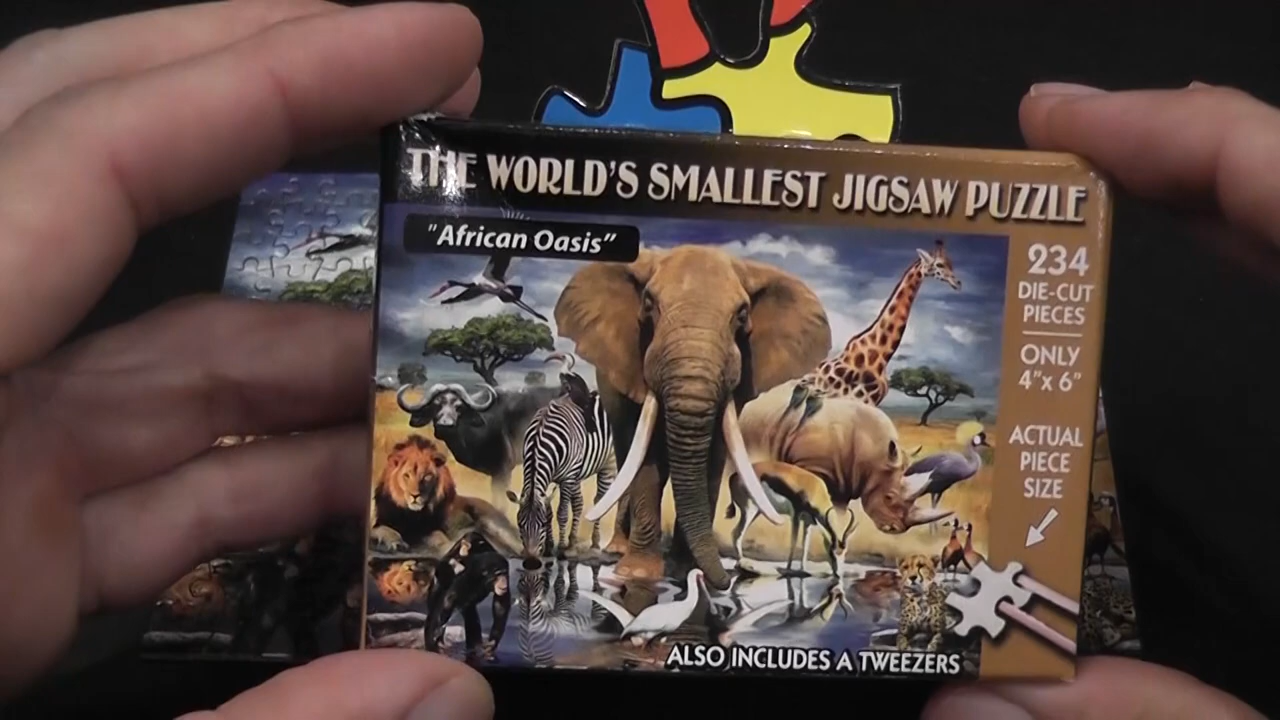 THE WORLD'S SMALLEST JIGSAW PUZZLE
"African Oasis"
234
DIE-CUT
PIECES
ONLY
4"x 6"
ACTUAL
PIECE
SIZE
ALSO INCLUDES A TWEEZERS